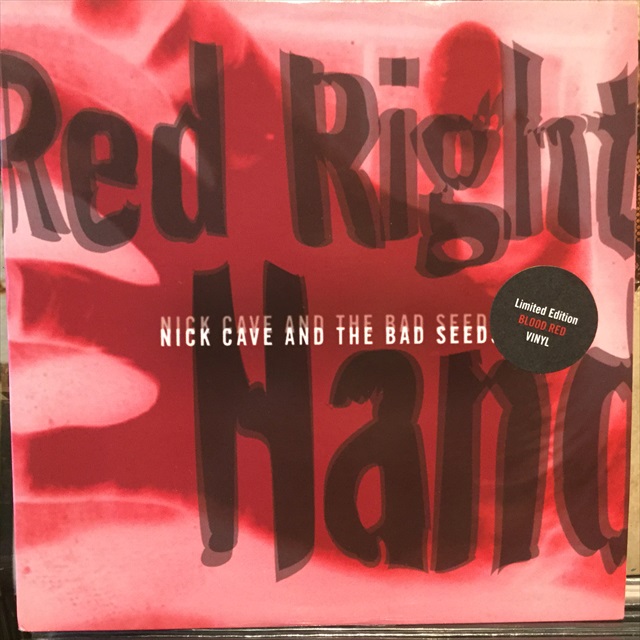 Red Right
Hand
NICK CAVE AND THE BAD SEEDS
NICK CAVE AND THE BAD SEEDS
Limited Edition
BLOOD RED
VINYL